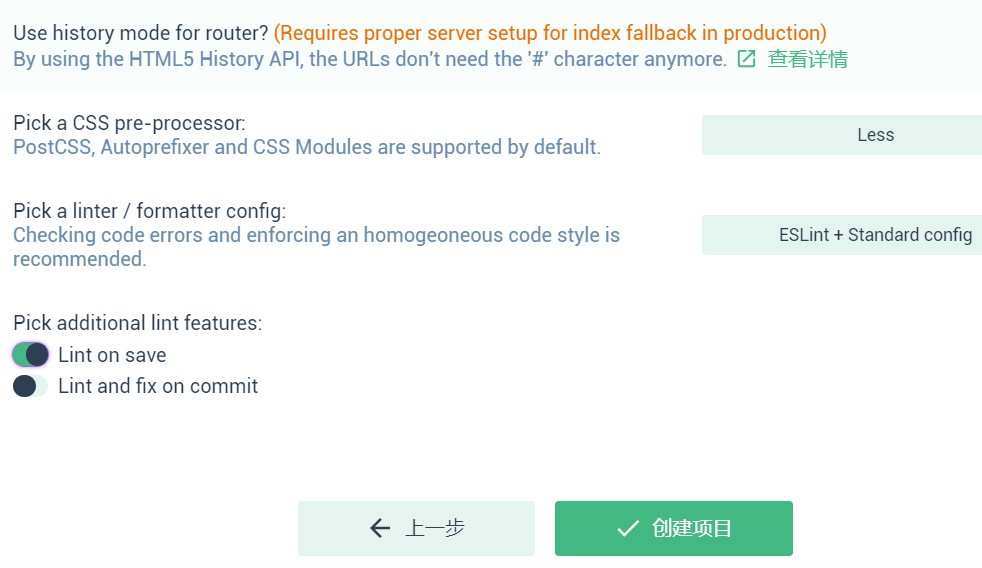 Use history mode for router? (Requires proper server setup for index fallback in production)
By using the HTML5 History API, the URLs don't need the '#' character anymore. 查看详情
Pick a CSS pre-processor:
PostCSS, Autoprefixer and CSS Modules are supported by default.
Less
Pick a linter / formatter config:
Checking code errors and enforcing an homogeoneous code style is
recommended.
ESLint + Standard config
Pick additional lint features:
Lint on save
Lint and fix on commit
上一步
创建项目